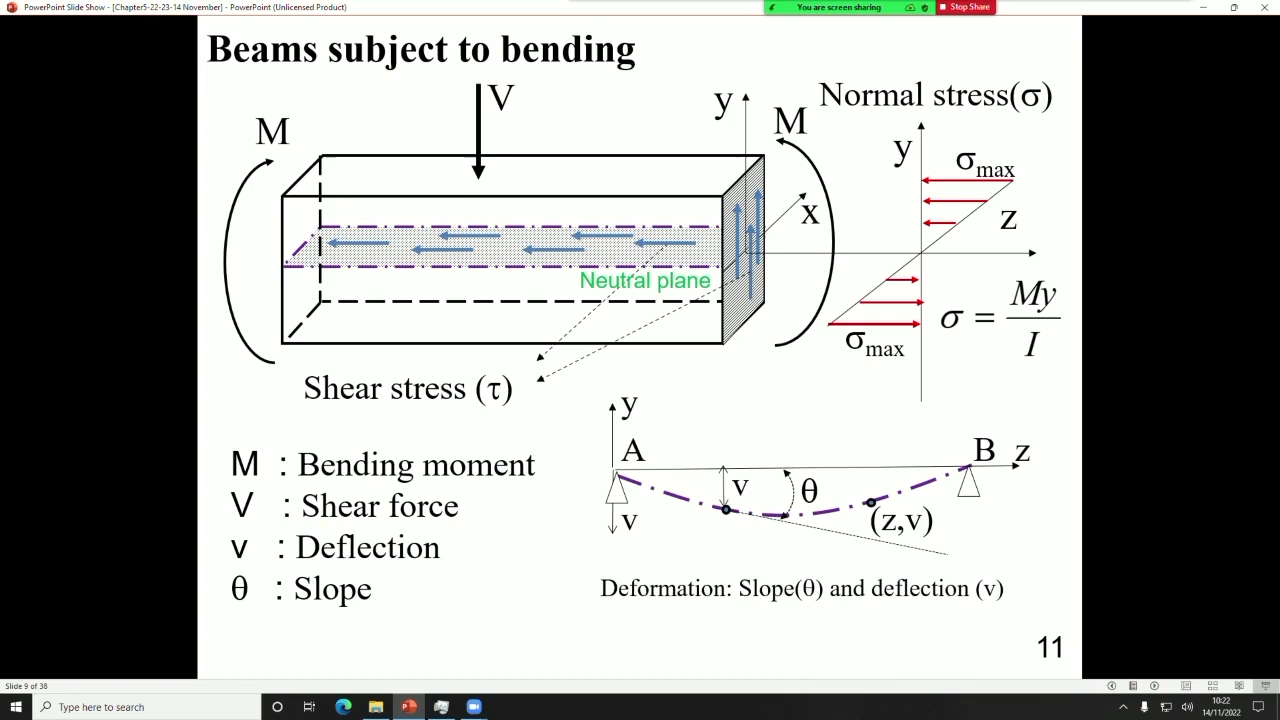 PowerPoint Slide Show - [Chapter5-22-23-14 November] - PowerPoint (Unlicensed Product)
You are screen sharing
Stop Share
Beams subject to bending
V
M
y
M
Normal stress(σ)
y
σmax
x
z
Neutral plane
σ = My/I
σmax
Shear stress (τ)
y
A
B
z
v
θ
v
(z,v)
M : Bending moment
V : Shear force
v : Deflection
θ : Slope
Deformation: Slope(θ) and deflection (v)
11
Slide 9 of 38
Type here to search
10:22
14/11/2022